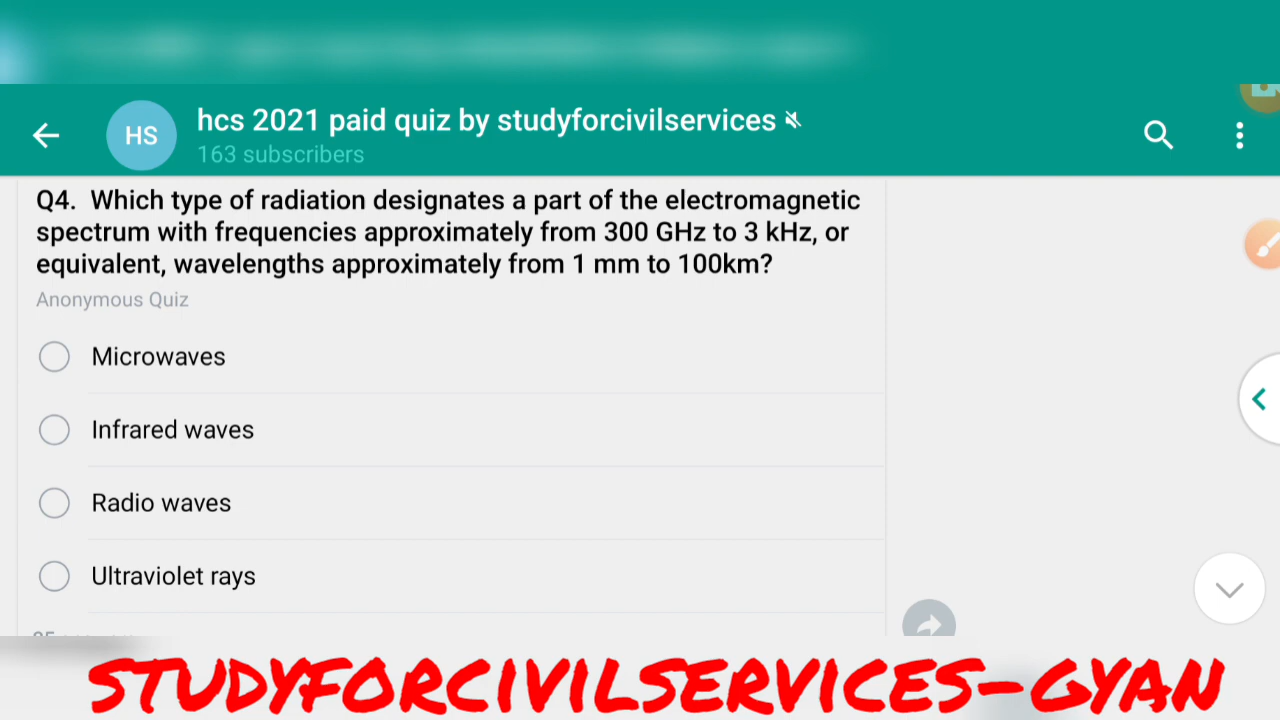 HS
hcs 2021 paid quiz by studyforcivilservices
163 subscribers
Q4. Which type of radiation designates a part of the electromagnetic
spectrum with frequencies approximately from 300 GHz to 3 kHz, or
equivalent, wavelengths approximately from 1 mm to 100km?
Anonymous Quiz
Microwaves
Infrared waves
Radio waves
Ultraviolet rays
STUDYFORCIVILSERVICES-GYAN